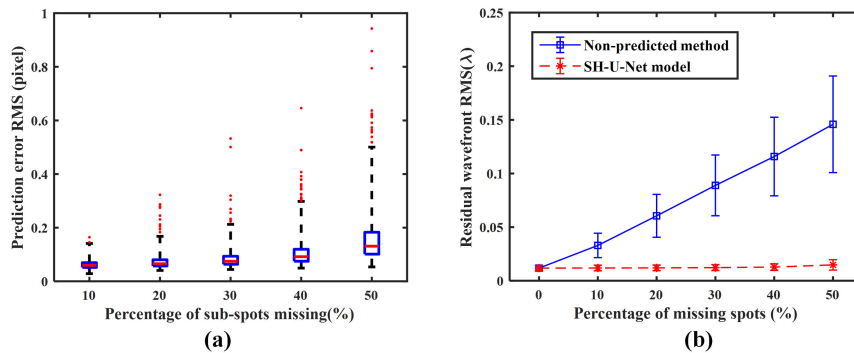 1
0.8
0.6
0.4
0.2
0
Prediction error RMS (pixel)
10 20 30 40 50
Percentage of sub-spots missing(%)
(a)
0.25
0.2
0.15
0.1
0.05
0
Residual wavefront RMS(λ)
Non-predicted method
SH-U-Net model
0 10 20 30 40 50
Percentage of missing spots (%)
(b)